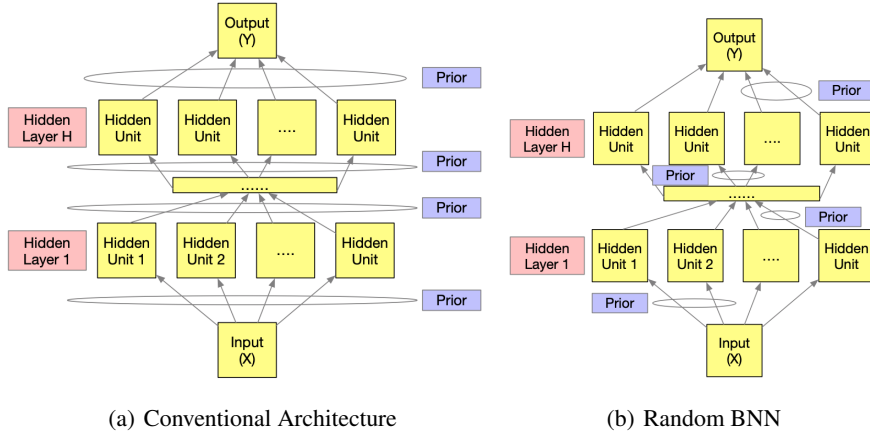 Output
(Y)
Prior
Hidden
Layer H
Hidden
Unit
Hidden
Unit
....
Hidden
Unit
Prior
......
Prior
Hidden
Layer 1
Hidden
Unit 1
Hidden
Unit 2
....
Hidden
Unit
Prior
Input
(X)
(a) Conventional Architecture
Output
(Y)
Prior
Hidden
Layer H
Hidden
Unit
Hidden
Unit
....
Hidden
Unit
Prior
......
Prior
Hidden
Layer 1
Hidden
Unit 1
Hidden
Unit 2
....
Hidden
Unit
Prior
Input
(X)
(b) Random BNN